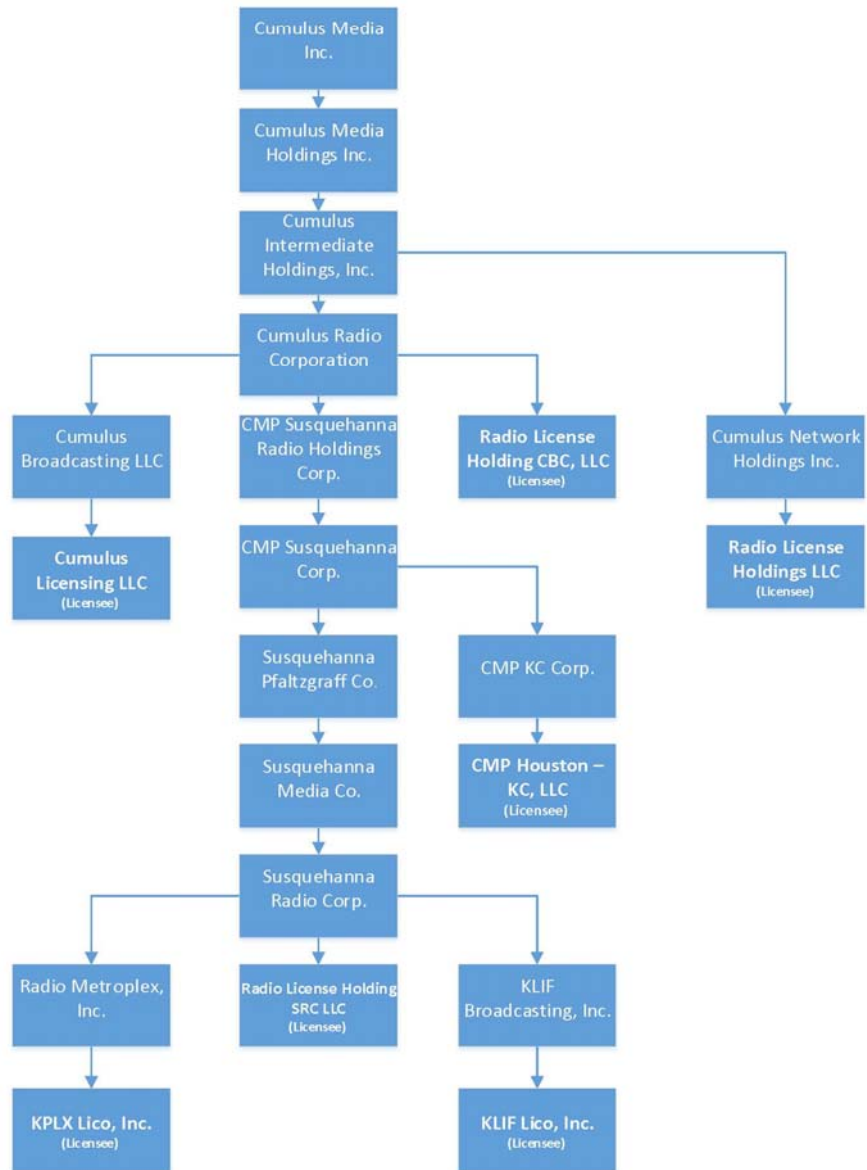 Cumulus Media
Inc.
Cumulus Media
Holdings Inc.
Cumulus
Intermediate
Holdings, Inc.
Cumulus Radio
Corporation
Cumulus
Broadcasting LLC
CMP Susquehanna
Radio Holdings
Corp.
Radio License
Holding CBC, LLC
(Licensee)
Cumulus Network
Holdings Inc.
Cumulus
Licensing LLC
(Licensee)
CMP Susquehanna
Corp.
Radio License
Holdings LLC
(Licensee)
Susquehanna
Pfaltzgraff Co.
CMP KC Corp.
Susquehanna
Media Co.
CMP Houston –
KC, LLC
(Licensee)
Susquehanna
Radio Corp.
Radio Metroplex,
Inc.
Radio License Holding
SRC LLC
(Licensee)
KLIF
Broadcasting, Inc.
KPLX Lico, Inc.
(Licensee)
KLIF Lico, Inc.
(Licensee)